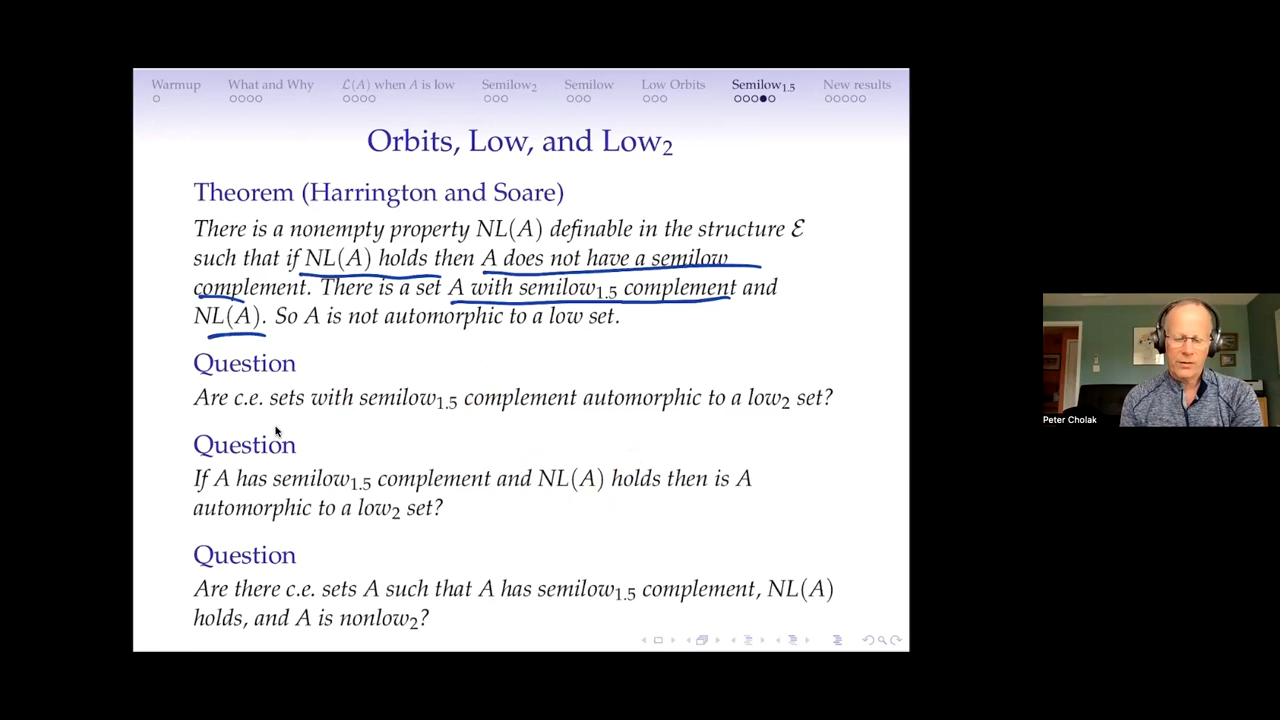 Warmup What and Why L(A) when A is low Semilow₂ Semilow Low Orbits Semilow₁.₅ New results
Orbits, Low, and Low₂
Theorem (Harrington and Soare)
There is a nonempty property NL(A) definable in the structure ℰ
such that if NL(A) holds then A does not have a semilow
complement. There is a set A with semilow₁.₅ complement and
NL(A). So A is not automorphic to a low set.
Question
Are c.e. sets with semilow₁.₅ complement automorphic to a low₂ set?
Question
If A has semilow₁.₅ complement and NL(A) holds then is A
automorphic to a low₂ set?
Question
Are there c.e. sets A such that A has semilow₁.₅ complement, NL(A)
holds, and A is nonlow₂?
Peter Cholak